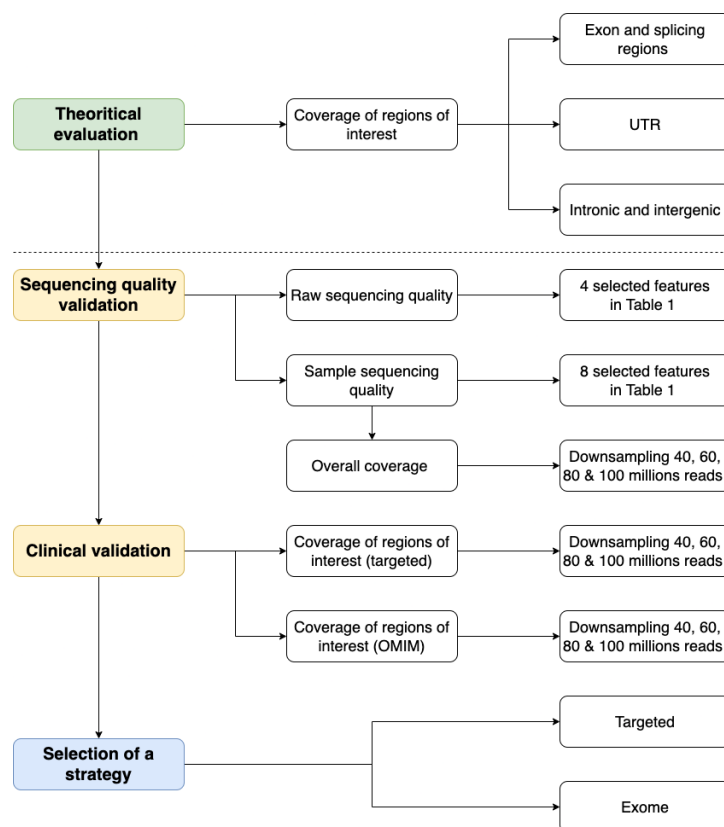 Exon and splicing
regions
Theoritical
evaluation
Coverage of regions of
interest
UTR
Intronic and intergenic
Sequencing quality
validation
Raw sequencing quality
4 selected features
in Table 1
Sample sequencing
quality
8 selected features
in Table 1
Overall coverage
Downsampling 40, 60,
80 & 100 millions reads
Clinical validation
Coverage of regions of
interest (targeted)
Downsampling 40, 60,
80 & 100 millions reads
Coverage of regions of
interest (OMIM)
Downsampling 40, 60,
80 & 100 millions reads
Selection of a
strategy
Targeted
Exome